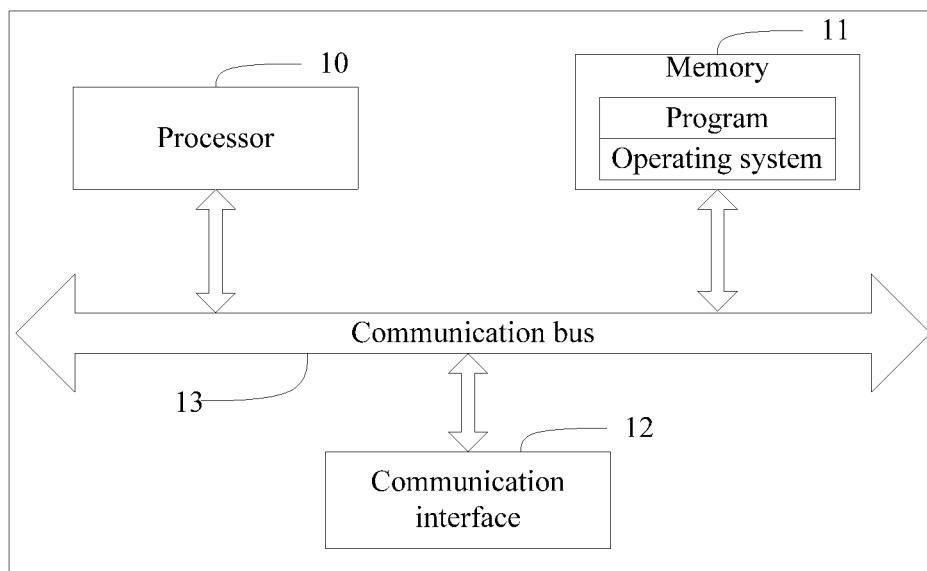 10
11
Processor
Memory
Program
Operating system
Communication bus
13
12
Communication
interface